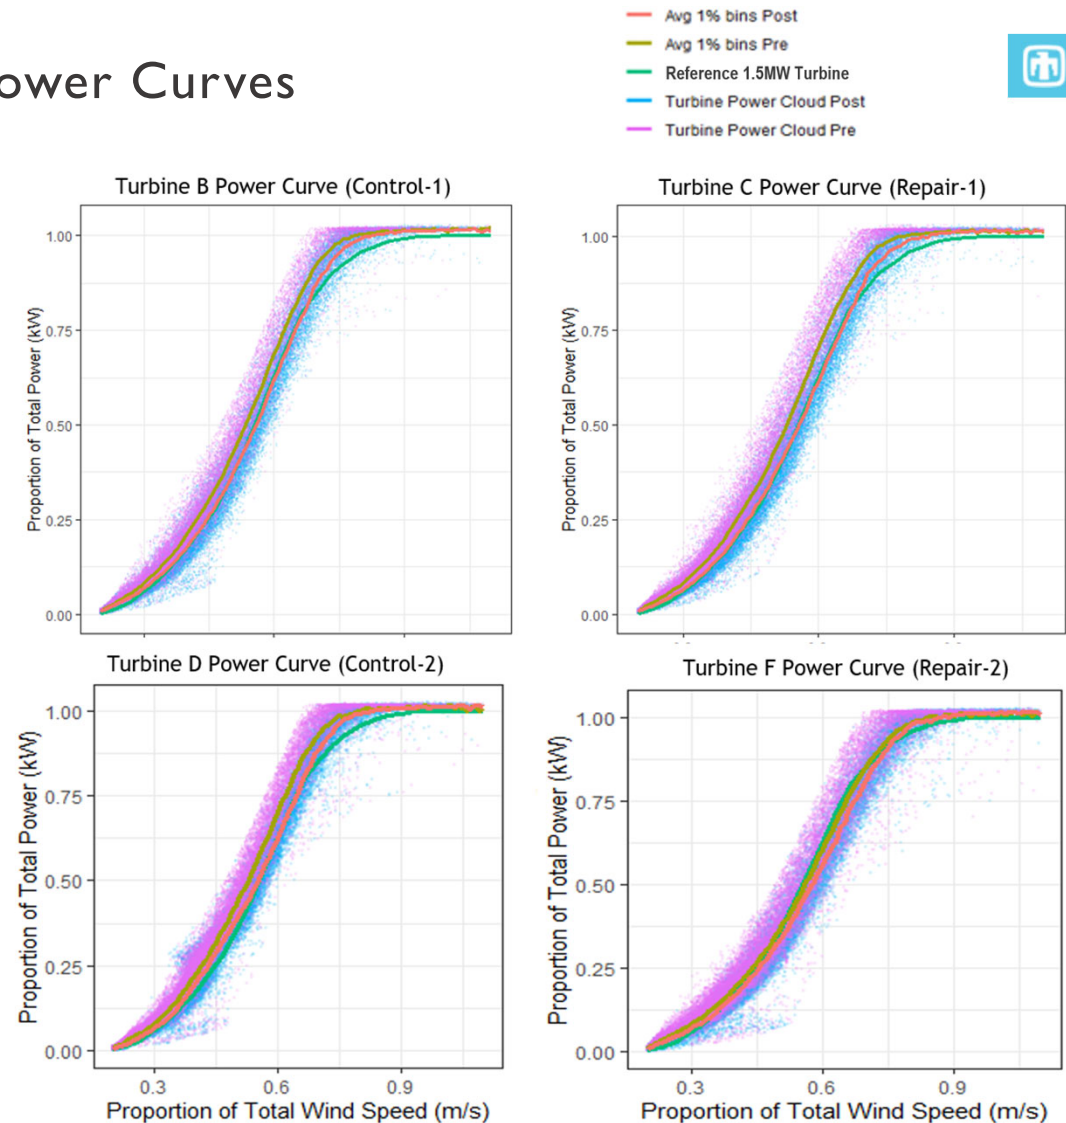 Avg 1% bins Post
Avg 1% bins Pre
ower Curves
Reference 1.5MW Turbine
Turbine Power Cloud Post
Turbine Power Cloud Pre
Turbine B Power Curve (Control-1)
Proportion of Total Power (kW)
1.00
0.75
0.50
0.25
0.00
Turbine C Power Curve (Repair-1)
Proportion of Total Power (kW)
1.00
0.75
0.50
0.25
0.00
Turbine D Power Curve (Control-2)
Proportion of Total Power (kW)
1.00
0.75
0.50
0.25
0.00
0.3 0.6 0.9
Proportion of Total Wind Speed (m/s)
Turbine F Power Curve (Repair-2)
Proportion of Total Power (kW)
1.00
0.75
0.50
0.25
0.00
0.3 0.6 0.9
Proportion of Total Wind Speed (m/s)